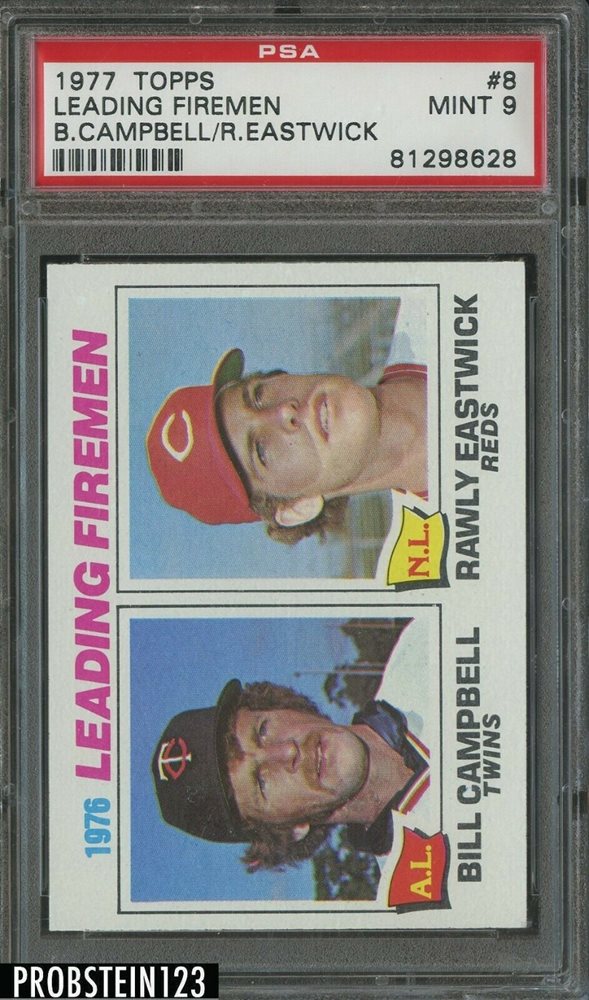 PSA
1977 TOPPS #8
LEADING FIREMEN MINT 9
B.CAMPBELL/R.EASTWICK
81298628
1976 LEADING FIREMEN
C
TC
A.L.
N.L.
BILL CAMPBELL
TWINS
RAWLY EASTWICK
REDS
PROBSTEIN123